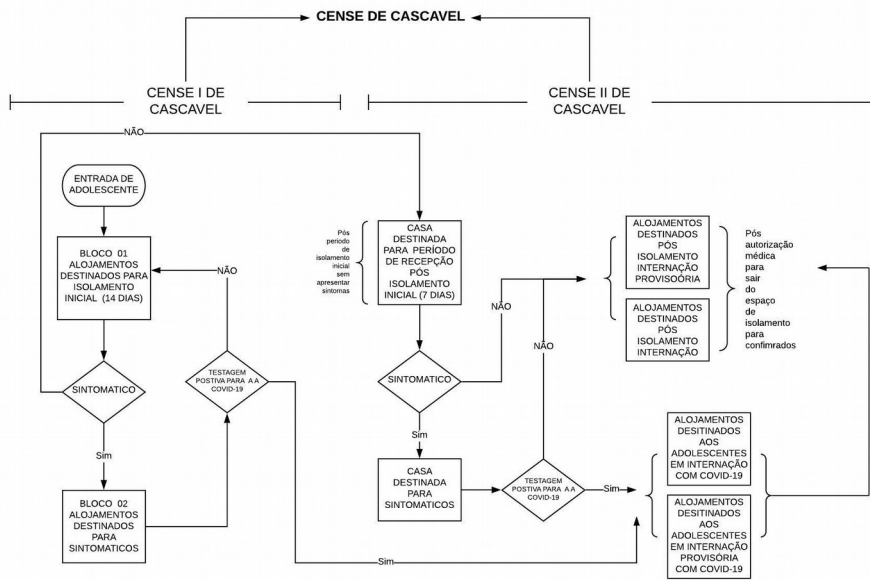 CENSE DE CASCAVEL
CENSE I DE
CASCAVEL
CENSE II DE
CASCAVEL
NÃO
ENTRADA DE
ADOLESCENTE
BLOCO 01
ALOJAMENTOS
DESTINADOS PARA
ISOLAMENTO
INICIAL (14 DIAS)
NÃO
SINTOMATICO
TESTAGEM
POSTIVA PARA A A
COVID-19
Sim
BLOCO 02
ALOJAMENTOS
DESTINADOS
PARA
SINTOMATICOS
Sim
Pós
período
de
isolamento
inicial
sem
apresentar
sintomas
CASA
DESTINADA
PARA PERÍODO
DE RECEPÇÃO
PÓS
ISOLAMENTO
INICIAL (7 DIAS)
NÃO
SINTOMATICO
NÃO
Sim
CASA
DESTINADA
PARA
SINTOMATICOS
TESTAGEM
POSTIVA PARA A A
COVID-19
Sim
ALOJAMENTOS
DESTINADOS
PÓS
ISOLAMENTO
INTERNAÇÃO
PROVISOÓRIA
ALOJAMENTOS
DESTINADOS
PÓS
ISOLAMENTO
INTERNAÇÃO
Pós
autorização
médica
para
sair
do
espaço
de
isolamento
para
confimrados
ALOJAMENTOS
DESITINADOS
AOS
ADOLESCENTES
EM INTERNAÇÃO
COM COVID-19
ALOJAMENTOS
DESTINADOS
AOS
ADOLESCENTES
EM INTERNAÇÃO
PROVISÓRIA
COM COVID-19